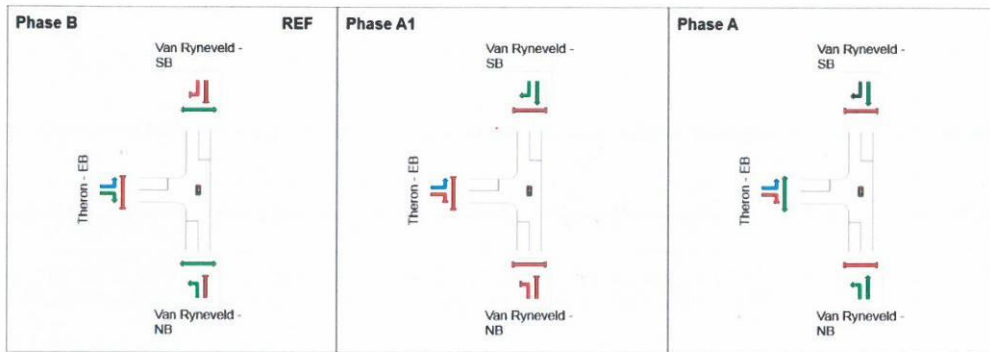 Phase B REF
Van Ryneveld -
SB
Theron - EB
Van Ryneveld -
NB
Phase A1
Van Ryneveld -
SB
Theron - EB
Van Ryneveld -
NB
Phase A
Van Ryneveld -
SB
Theron - EB
Van Ryneveld -
NB